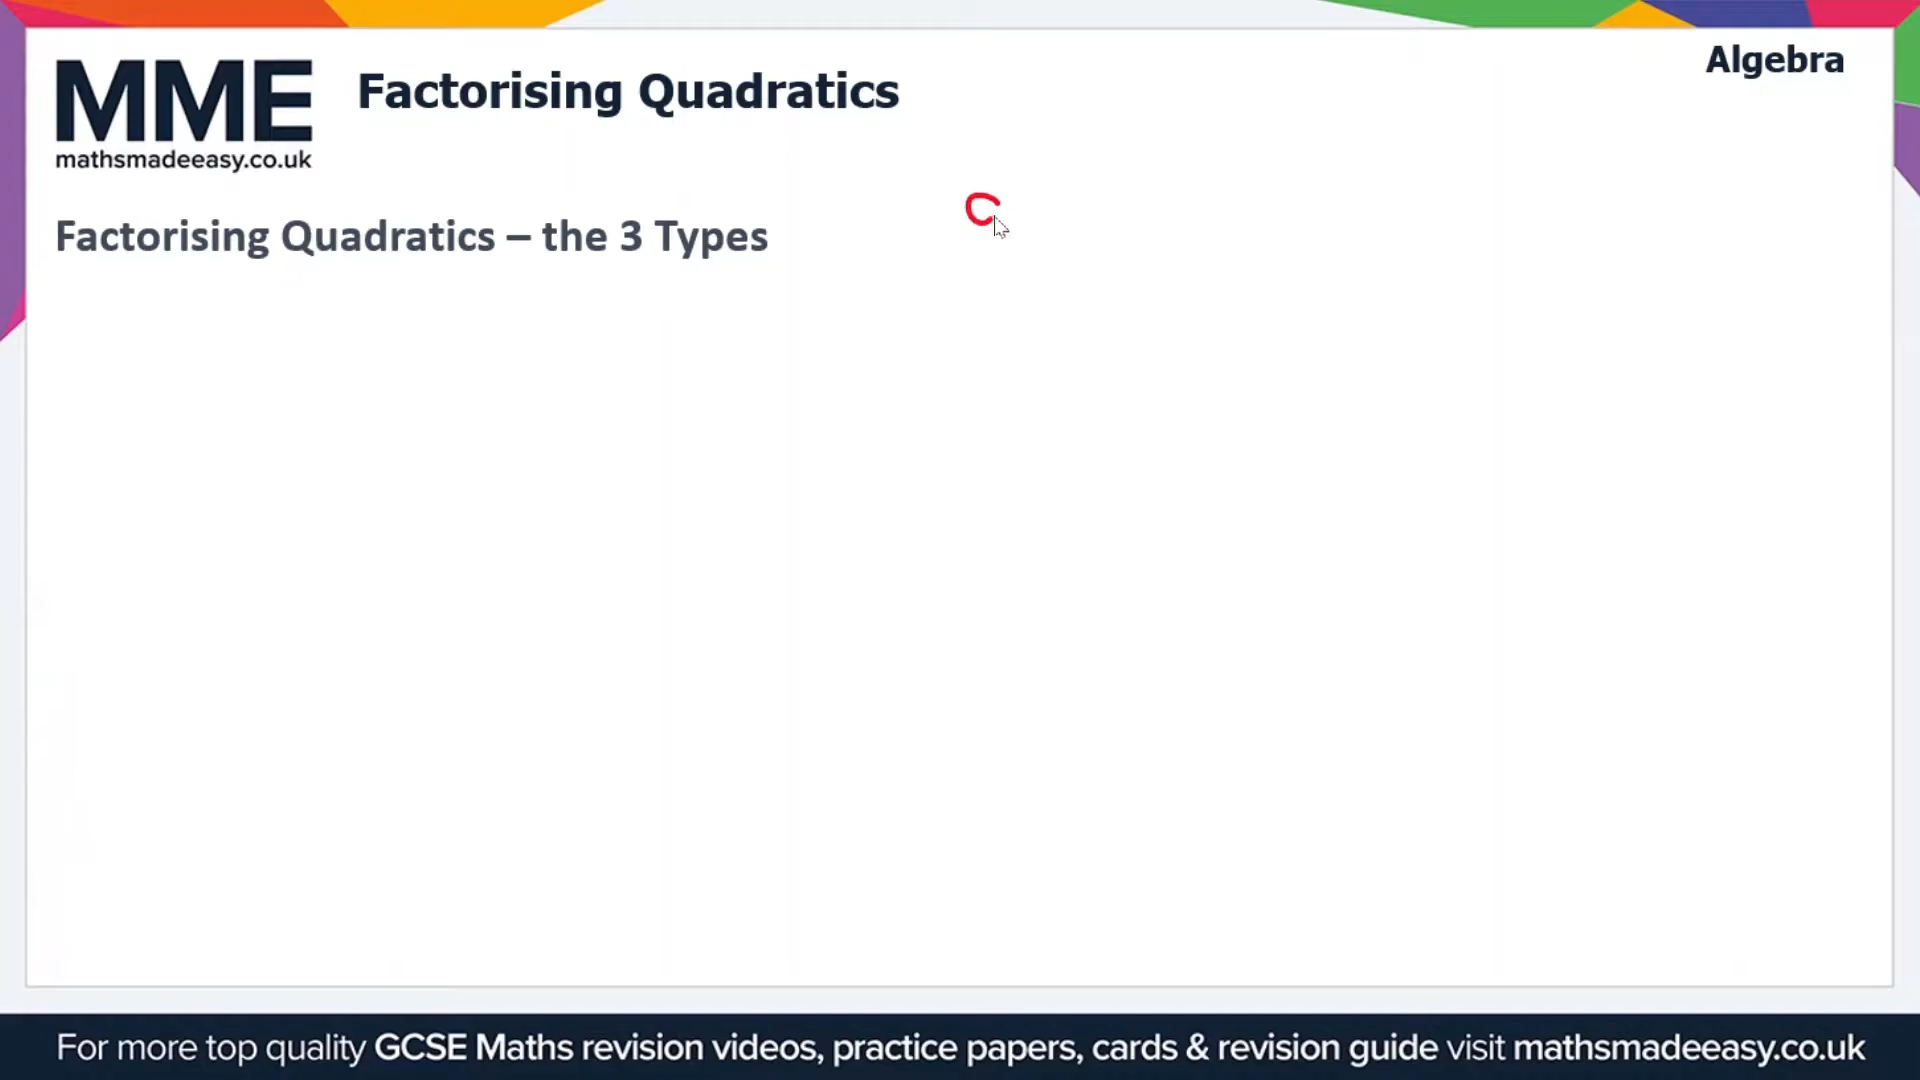 MME
mathsmadeeasy.co.uk
Factorising Quadratics
Algebra
Factorising Quadratics – the 3 Types
For more top quality GCSE Maths revision videos, practice papers, cards & revision guide visit mathsmadeeasy.co.uk